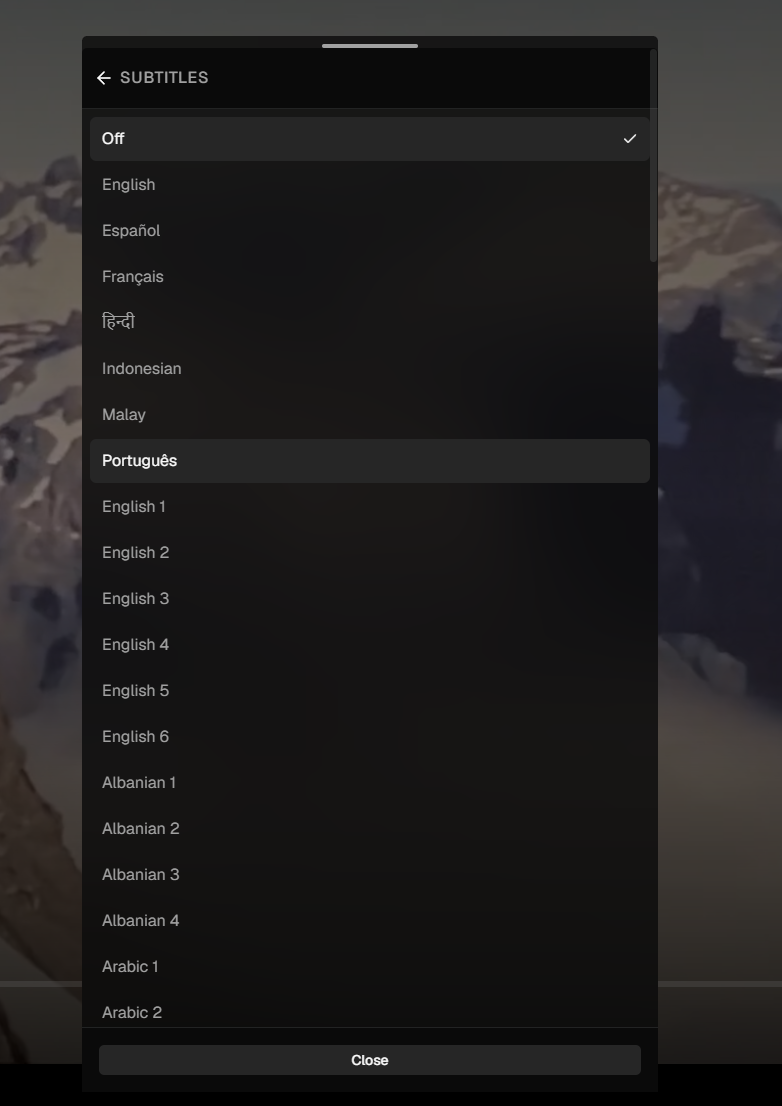 SUBTITLES
Off
English
Español
Français
हिन्दी
Indonesian
Malay
Português
English 1
English 2
English 3
English 4
English 5
English 6
Albanian 1
Albanian 2
Albanian 3
Albanian 4
Arabic 1
Arabic 2
Close